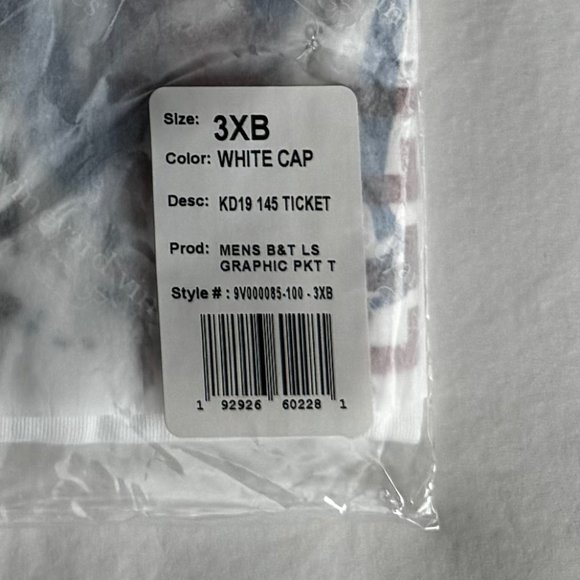 Size: 3XB
Color: WHITE CAP
Desc: KD19 145 TICKET
Prod: MENS B&T LS
GRAPHIC PKT T
Style # : 9V000085-100 - 3XB
1 92926 60228 1